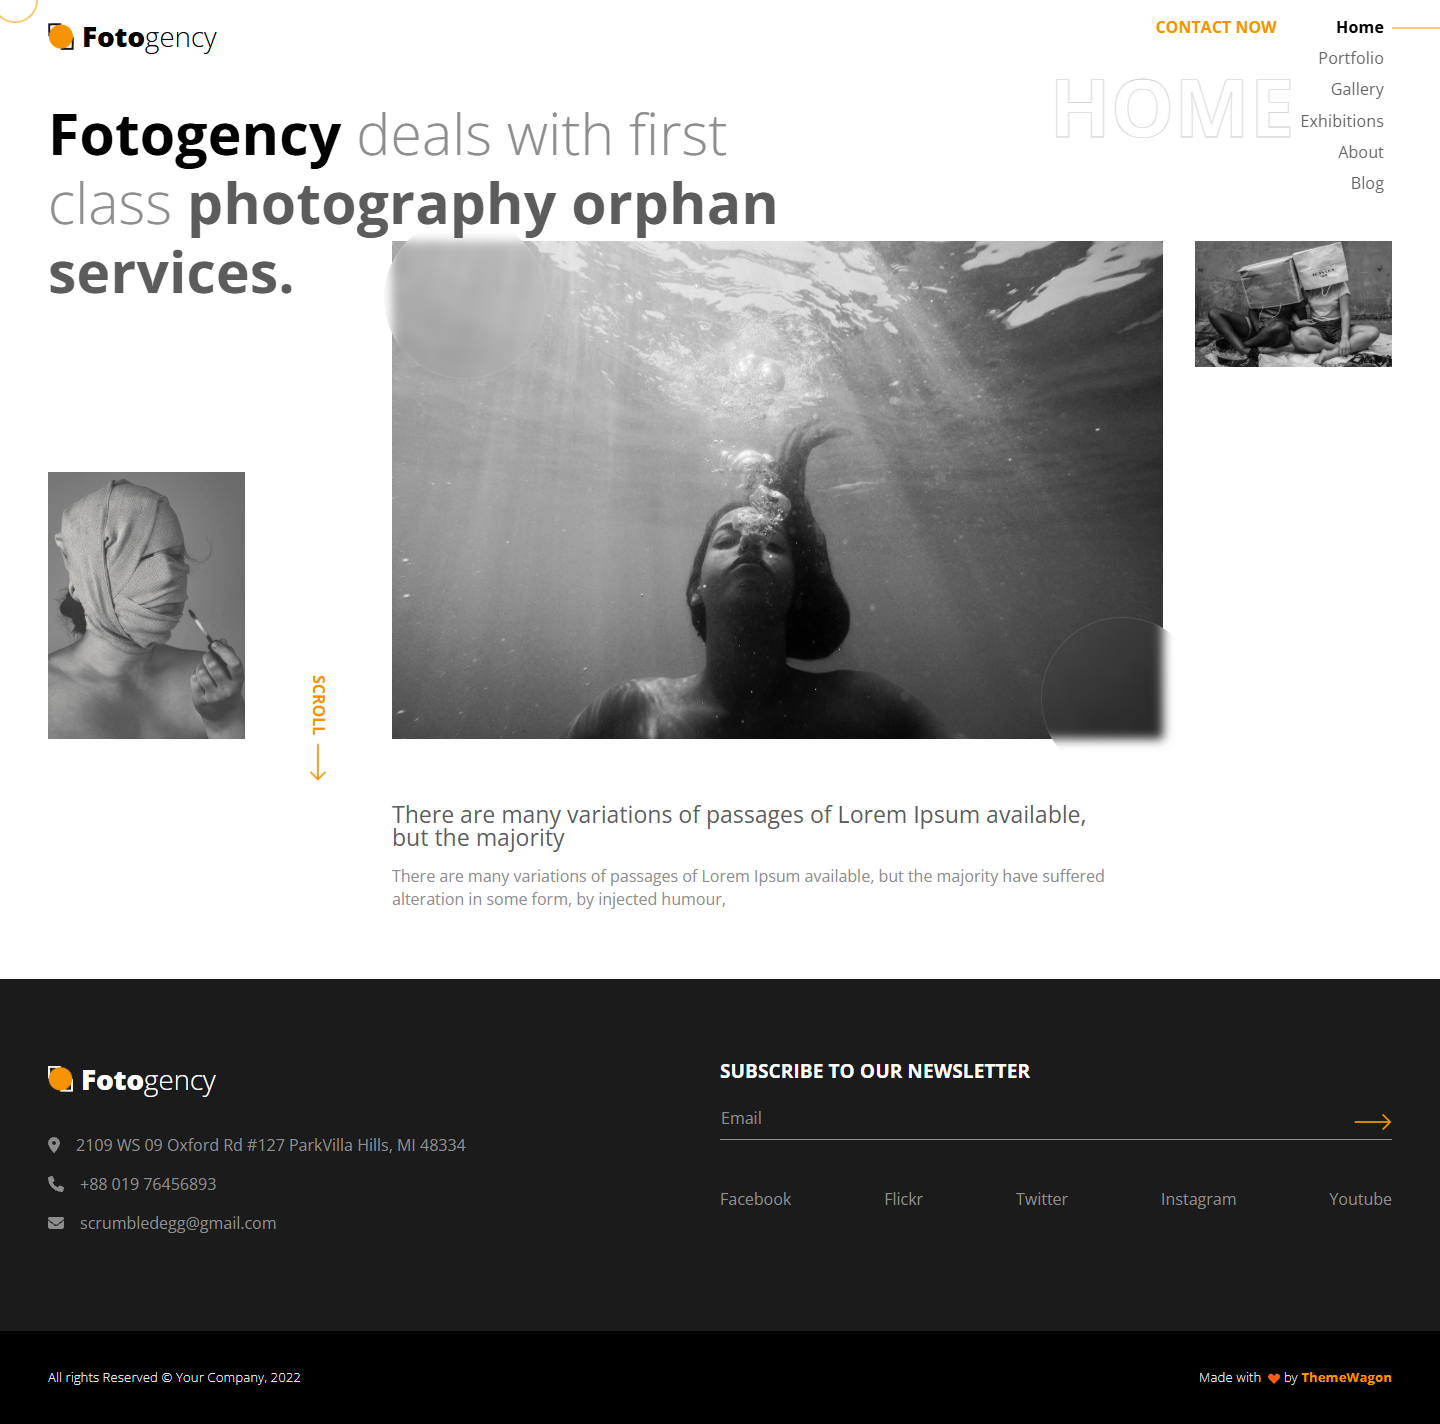 Fotogency
CONTACT NOW
Home
Portfolio
Gallery
Exhibitions
About
Blog
HOME
Fotogency deals with first
class photography orphan
services.
SCROLL
There are many variations of passages of Lorem Ipsum available,
but the majority
There are many variations of passages of Lorem Ipsum available, but the majority have suffered
alteration in some form, by injected humour,
Fotogency
2109 WS 09 Oxford Rd #127 ParkVilla Hills, MI 48334
+88 019 76456893
scrumbledegg@gmail.com
SUBSCRIBE TO OUR NEWSLETTER
Email
Facebook Flickr Twitter Instagram Youtube
All rights Reserved © Your Company, 2022
Made with by ThemeWagon